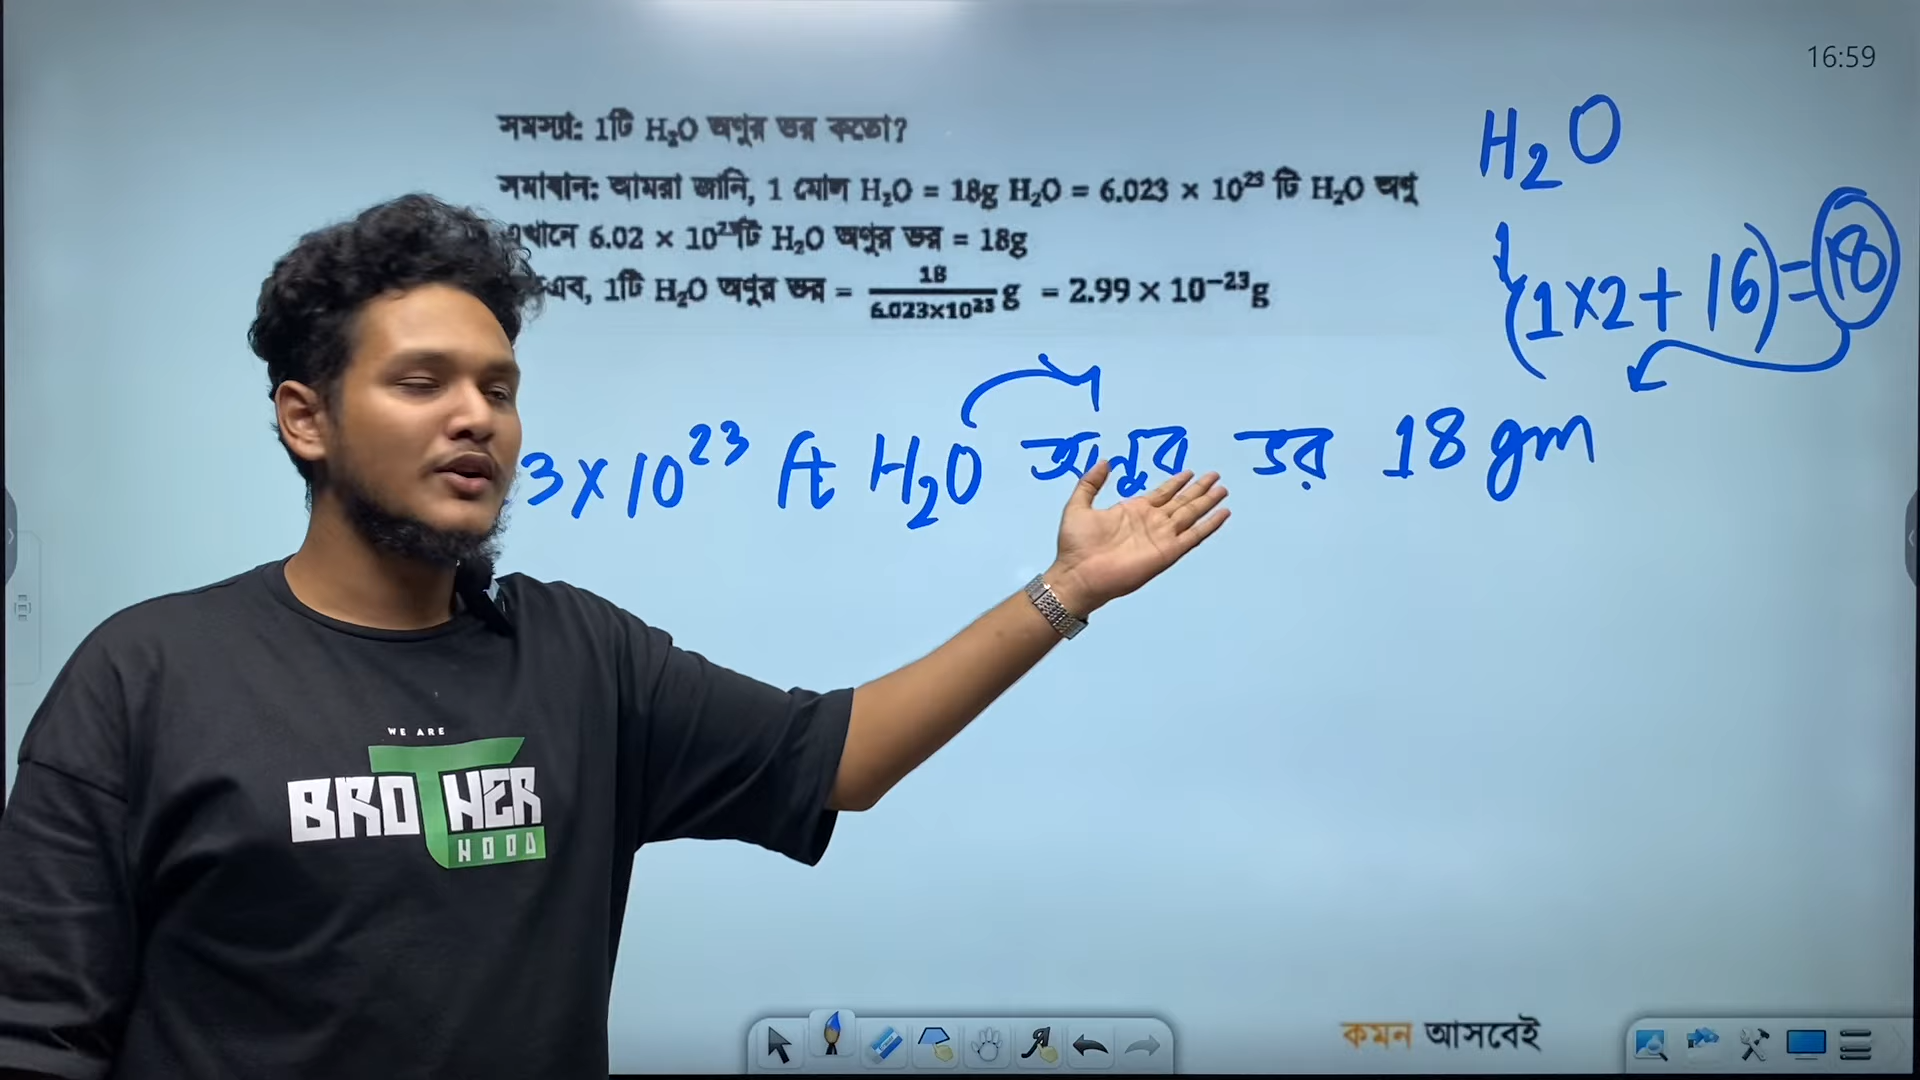 16:59
সমস্যা: 1টি H₂O অণুর ভর কতো?
সমাধান: আমরা জানি, 1 মোল H₂O = 18g H₂O = 6.023 × 10²³ টি H₂O অণু
এখানে 6.02 × 10²³টি H₂O অণুর ভর = 18g
1টি H₂O অণুর ভর = 18/6.023×10²³ g = 2.99 × 10⁻²³g
H₂O
(1×2+16)=18
3×10²³ টি H₂O অনুর ভর 18 gm
WE ARE
BROTHER
HOOD
কমন আসবেই